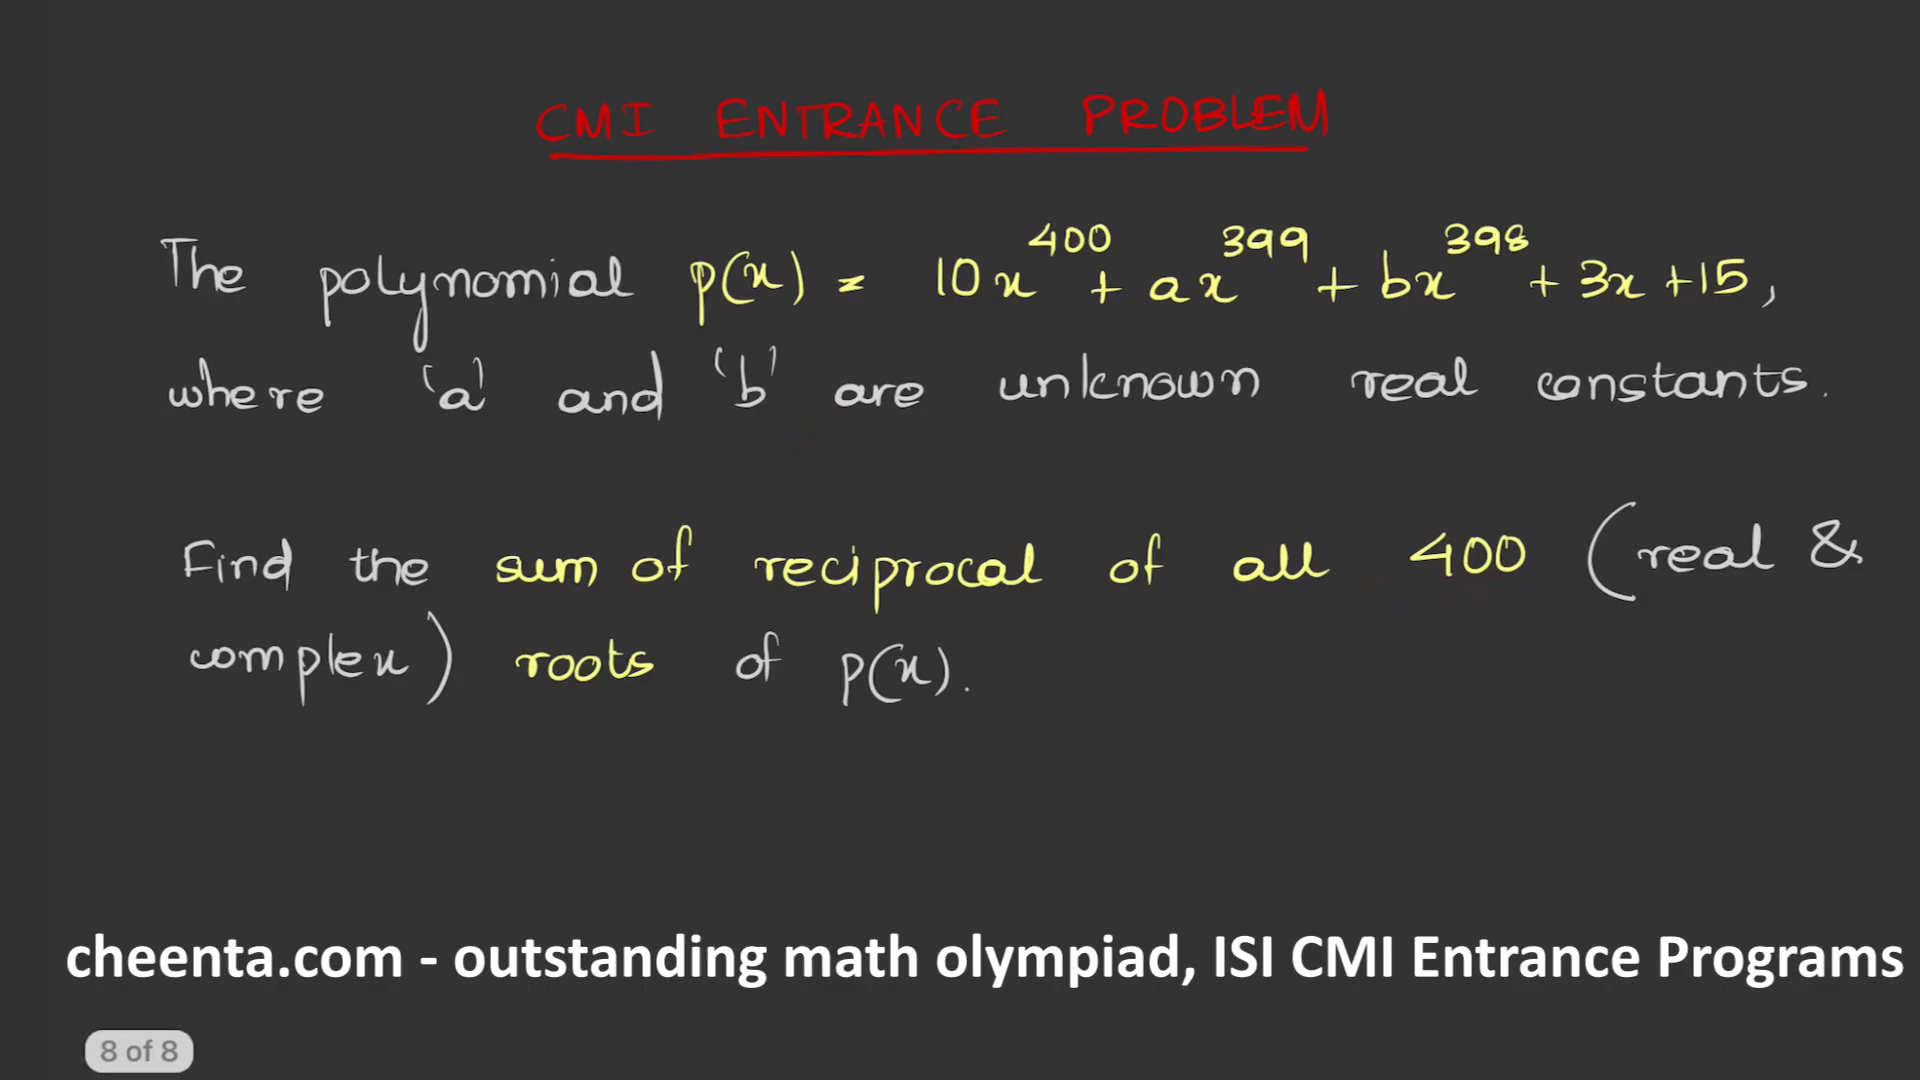 CMI ENTRANCE PROBLEM
The polynomial p(x) = 10x^400 + ax^399 + bx^398 + 3x + 15,
where 'a' and 'b' are unknown real constants.
Find the sum of reciprocal of all 400 (real &
complex) roots of p(x).
cheenta.com - outstanding math olympiad, ISI CMI Entrance Programs
8 of 8